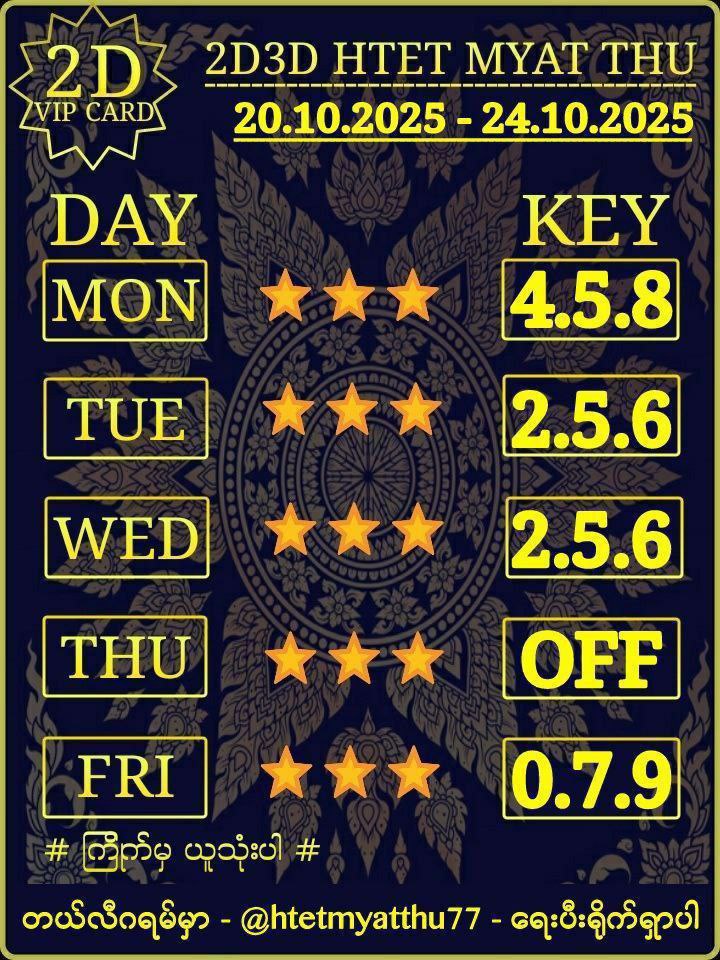 2D
VIP CARD
2D3D HTET MYAT THU
20.10.2025 - 24.10.2025
DAY KEY
MON 4.5.8
TUE 2.5.6
WED 2.5.6
THU OFF
FRI 0.7.9
# ကြိုက်မှ ယူသုံးပါ #
တယ်လီဂရမ်မှာ - @htetmyatthu77 - ရေးပီးရိုက်ရှာပါ